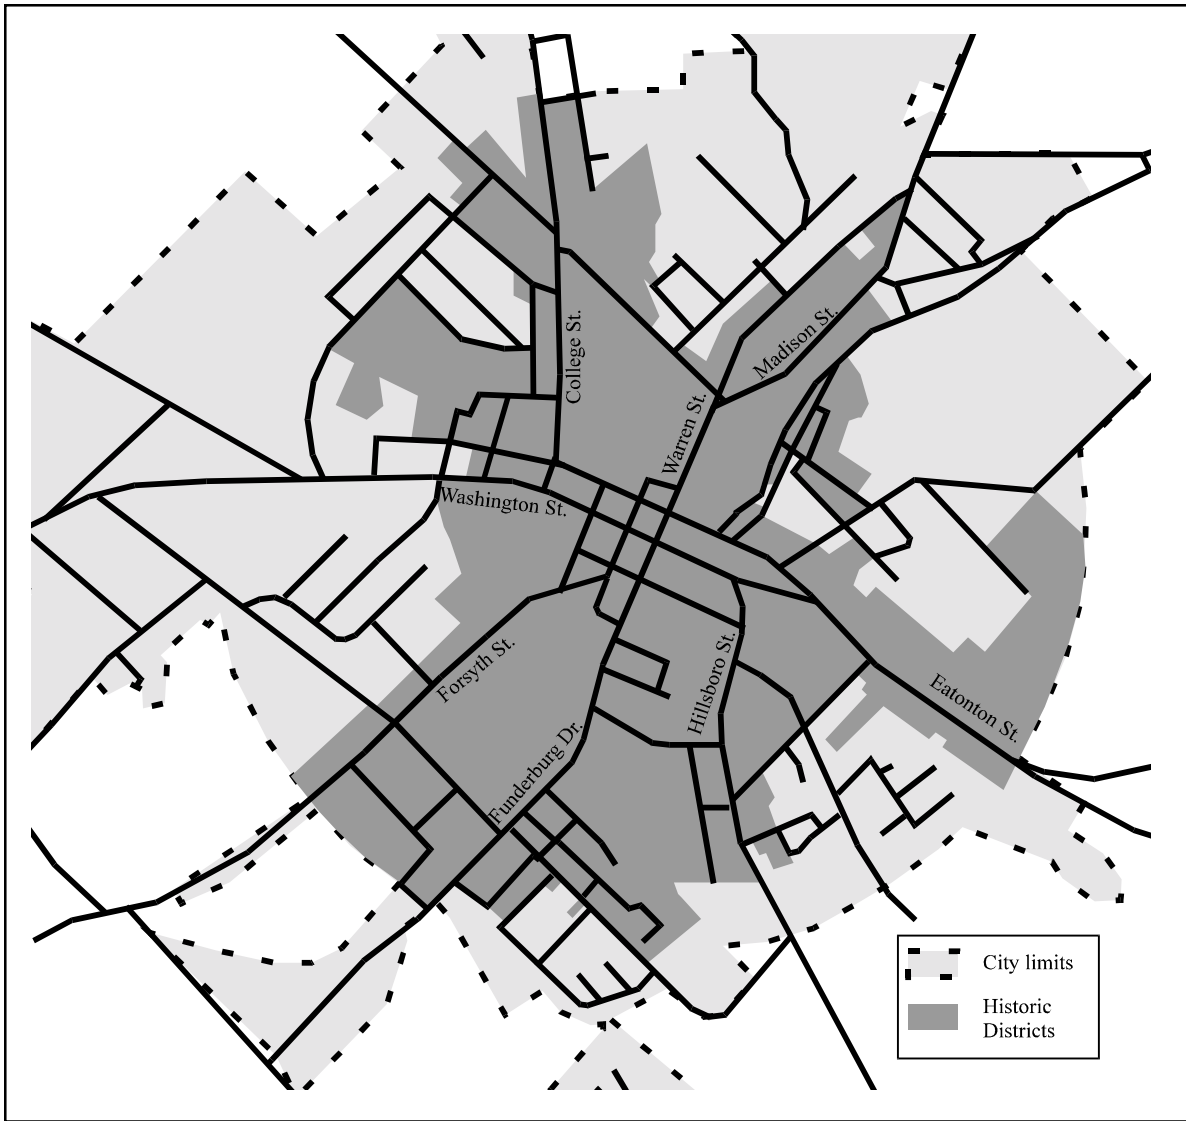 College St.
Madison St.
Warren St.
Washington St.
Forsyth St.
Hillsboro St.
Eatonton St.
Funderburg Dr.
City limits
Historic
Districts